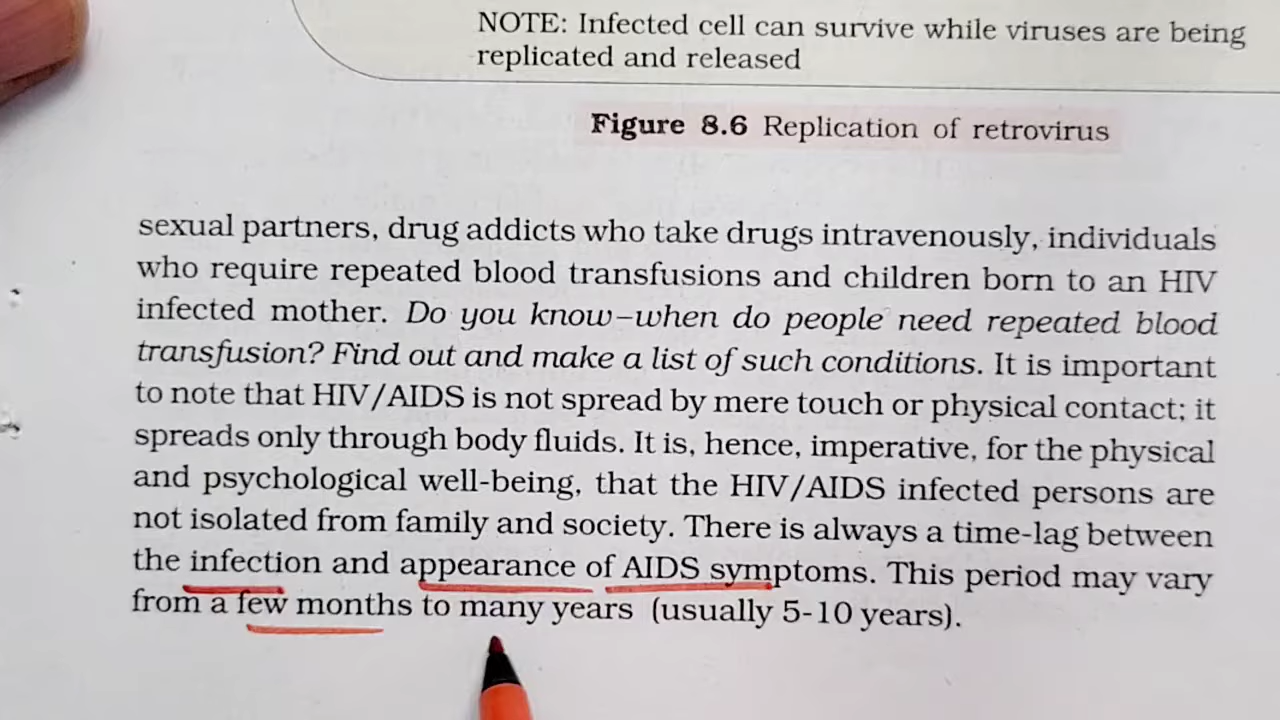 NOTE: Infected cell can survive while viruses are being
replicated and released
Figure 8.6 Replication of retrovirus
sexual partners, drug addicts who take drugs intravenously, individuals
who require repeated blood transfusions and children born to an HIV
infected mother. Do you know–when do people need repeated blood
transfusion? Find out and make a list of such conditions. It is important
to note that HIV/AIDS is not spread by mere touch or physical contact; it
spreads only through body fluids. It is, hence, imperative, for the physical
and psychological well-being, that the HIV/AIDS infected persons are
not isolated from family and society. There is always a time-lag between
the infection and appearance of AIDS symptoms. This period may vary
from a few months to many years (usually 5-10 years).